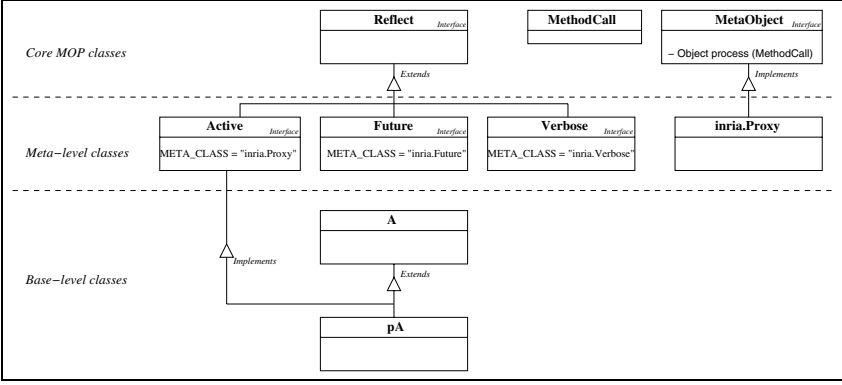 Reflect
Interface
MethodCall
MetaObject
Interface
Core MOP classes
− Object process (MethodCall)
Extends
Implements
Active
Interface
Future
Interface
Verbose
Interface
inria.Proxy
Meta−level classes
META_CLASS = "inria.Proxy"
META_CLASS = "inria.Future"
META_CLASS = "inria.Verbose"
A
Implements
Extends
Base−level classes
pA